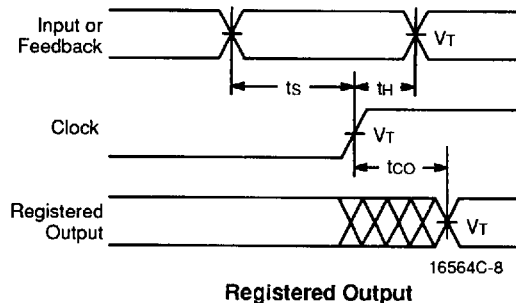 Input or
Feedback
VT
tS
tH
Clock
VT
tCO
Registered
Output
VT
16564C-8
Registered Output